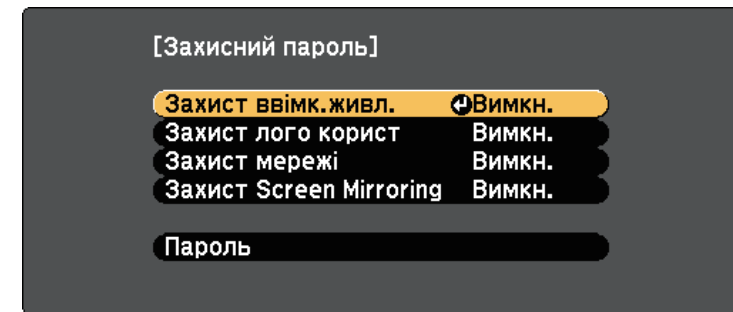 [Захисний пароль]
Захист ввімк.живл. Вимкн.
Захист лого корист Вимкн.
Захист мережі Вимкн.
Захист Screen Mirroring Вимкн.
Пароль